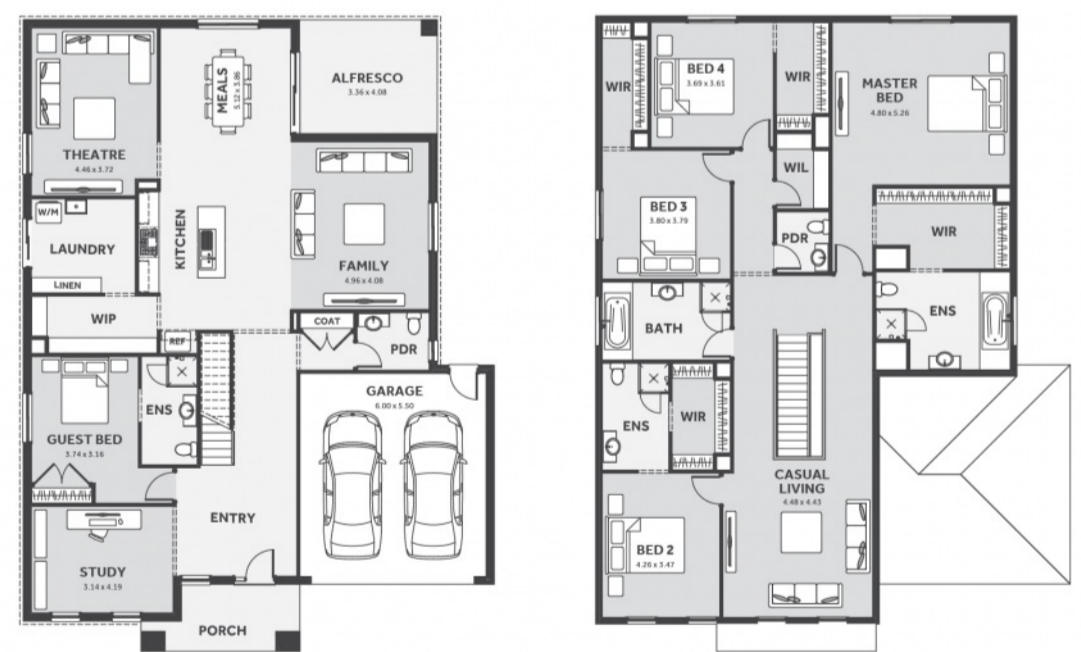 THEATRE
4.46 x 3.72
MEALS
5.12 x 3.86
ALFRESCO
3.36 x 4.08
W/M
LAUNDRY
LINEN
KITCHEN
FAMILY
4.96 x 4.08
WIP
REF
COAT
PDR
GARAGE
6.00 x 5.50
ENS
GUEST BED
3.74 x 3.16
ENTRY
STUDY
3.14 x 4.19
PORCH
WIR
BED 4
3.69 x 3.61
WIR
MASTER
BED
4.80 x 5.26
WIL
BED 3
3.80 x 3.79
PDR
WIR
BATH
ENS
ENS
WIR
CASUAL
LIVING
4.48 x 4.43
BED 2
4.26 x 3.47